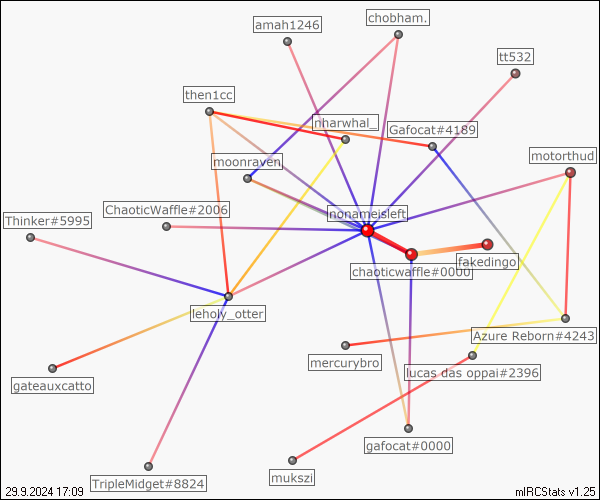 amah1246
chobham.
tt532
then1cc
nharwhal_
Gafocat#4189
moonraven
motorthud
ChaoticWaffle#2006
nonameisleft
Thinker#5995
chaoticwaffle#0000
fakedingo
leholy_otter
Azure Reborn#4243
mercurybro
lucas das oppai#2396
gateauxcatto
gafocat#0000
TripleMidget#8824
mukszi
29.9.2024 17:09
mIRCStats v1.25